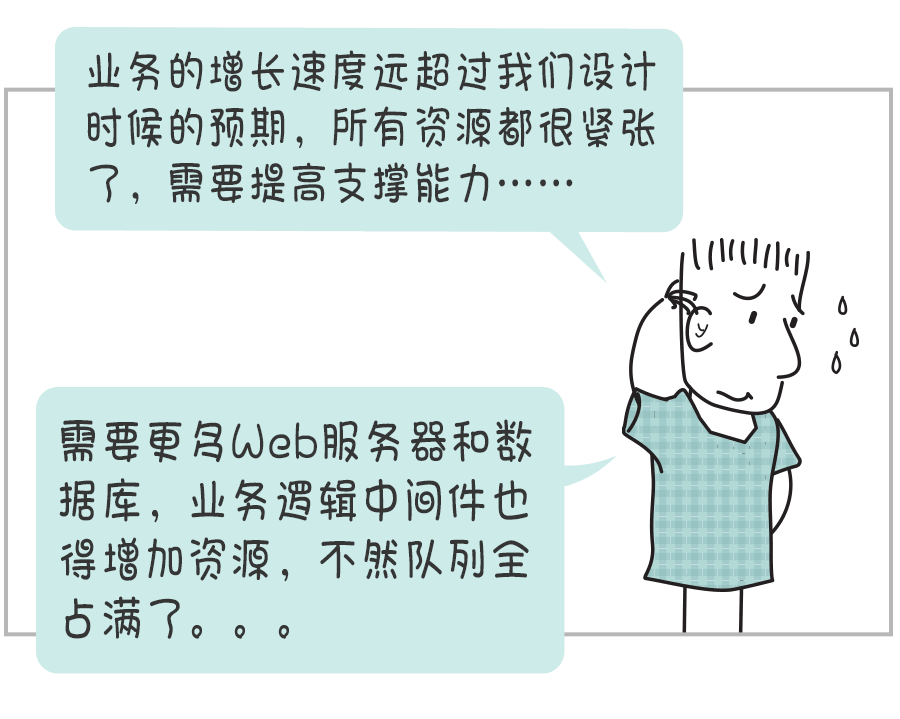 业务的增长速度远超过我们设计
时候的预期，所有资源都很紧张
了，需要提高支撑能力······
需要更多Web服务器和数
据库，业务逻辑中间件也
得增加资源，不然队列全
占满了。。。